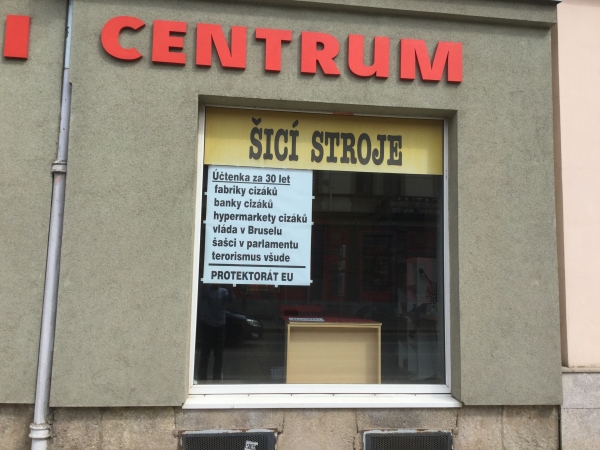 I CENTRUM
ŠICÍ STROJE
Účtenka za 30 let
fabriky cizáků
banky cizáků
hypermarkety cizáků
vláda v Bruselu
šašci v parlamentu
terorismus všude
PROTEKTORÁT EU